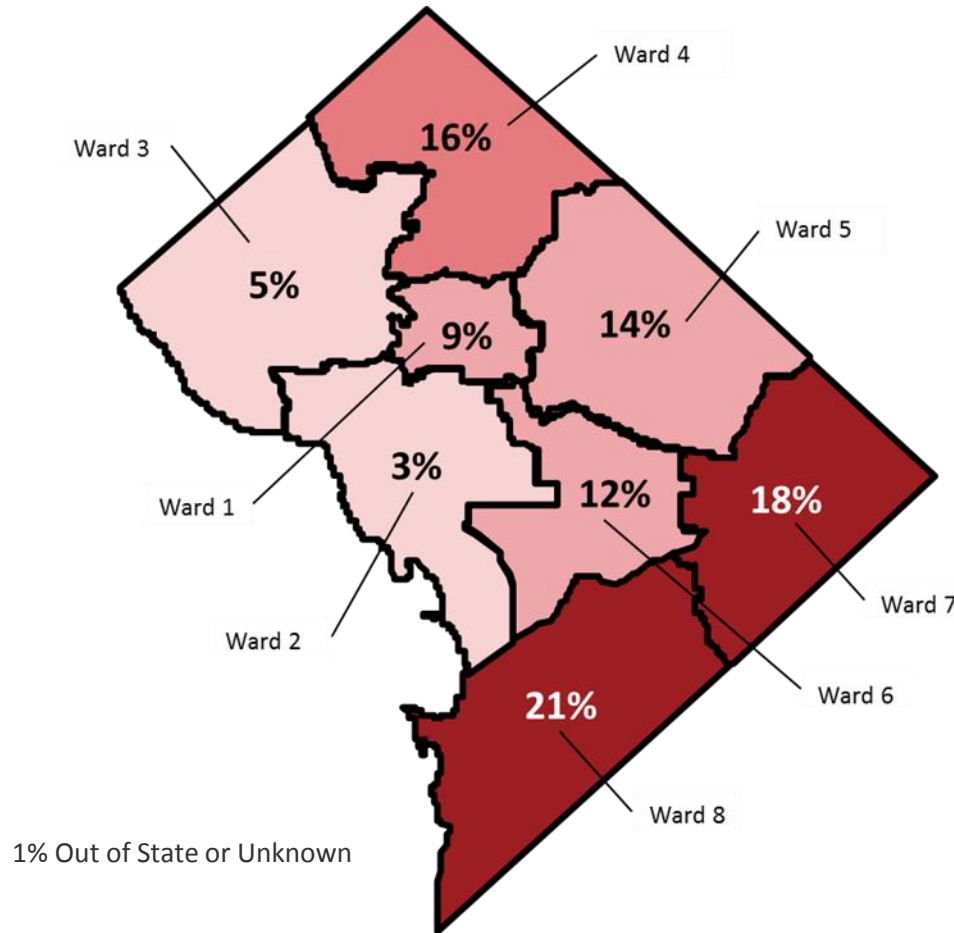 Ward 4
16%
Ward 3
Ward 5
5%
14%
9%
3%
12%
18%
Ward 1
Ward 7
Ward 2
Ward 6
21%
Ward 8
1% Out of State or Unknown